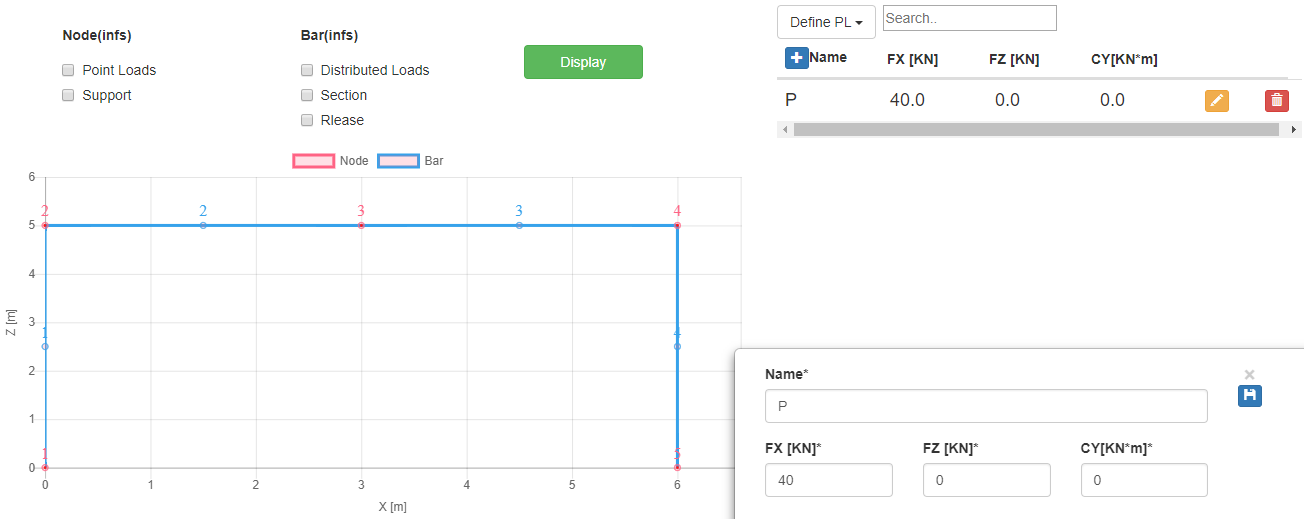 Node(infs)
Point Loads
Support
Bar(infs)
Distributed Loads
Section
Rlease
Display
Node Bar
6
5
4
3
2
1
0
Z [m]
2 2 3 3 4
1 4
1 5
0 1 2 3 4 5 6
X [m]
Define PL Search..
Name FX [KN] FZ [KN] CY[KN*m]
P 40.0 0.0 0.0
Name*
P
FX [KN]* FZ [KN]* CY[KN*m]*
40 0 0